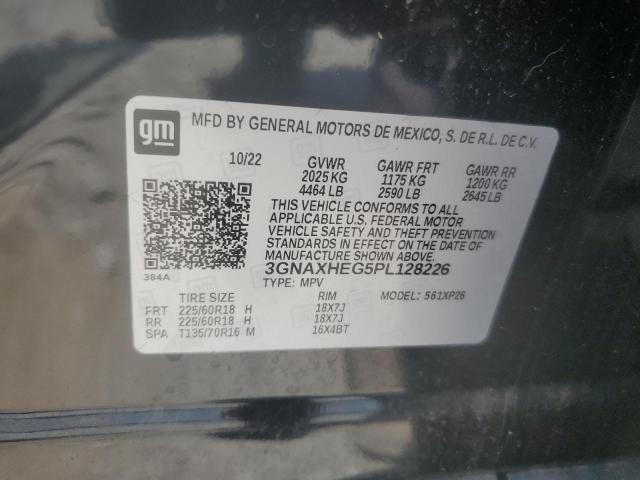 gm
MFD BY GENERAL MOTORS DE MEXICO, S. DE R.L. DE C.V.
10/22 GVWR GAWR FRT GAWR RR
2025 KG 1175 KG 1200 KG
4464 LB 2590 LB 2645 LB
THIS VEHICLE CONFORMS TO ALL
APPLICABLE U.S. FEDERAL MOTOR
VEHICLE SAFETY AND THEFT PREVENTION
STANDARDS IN EFFECT ON THE DATE OF
MANUFACTURE SHOWN ABOVE.
384A 3GNAXHEG5PL128226
TYPE: MPV MODEL: 561XP26
TIRE SIZE RIM
FRT 225/60R18 H 18X7J
RR 225/60R18 H 18X7J
SPA T135/70R16 M 16X4BT